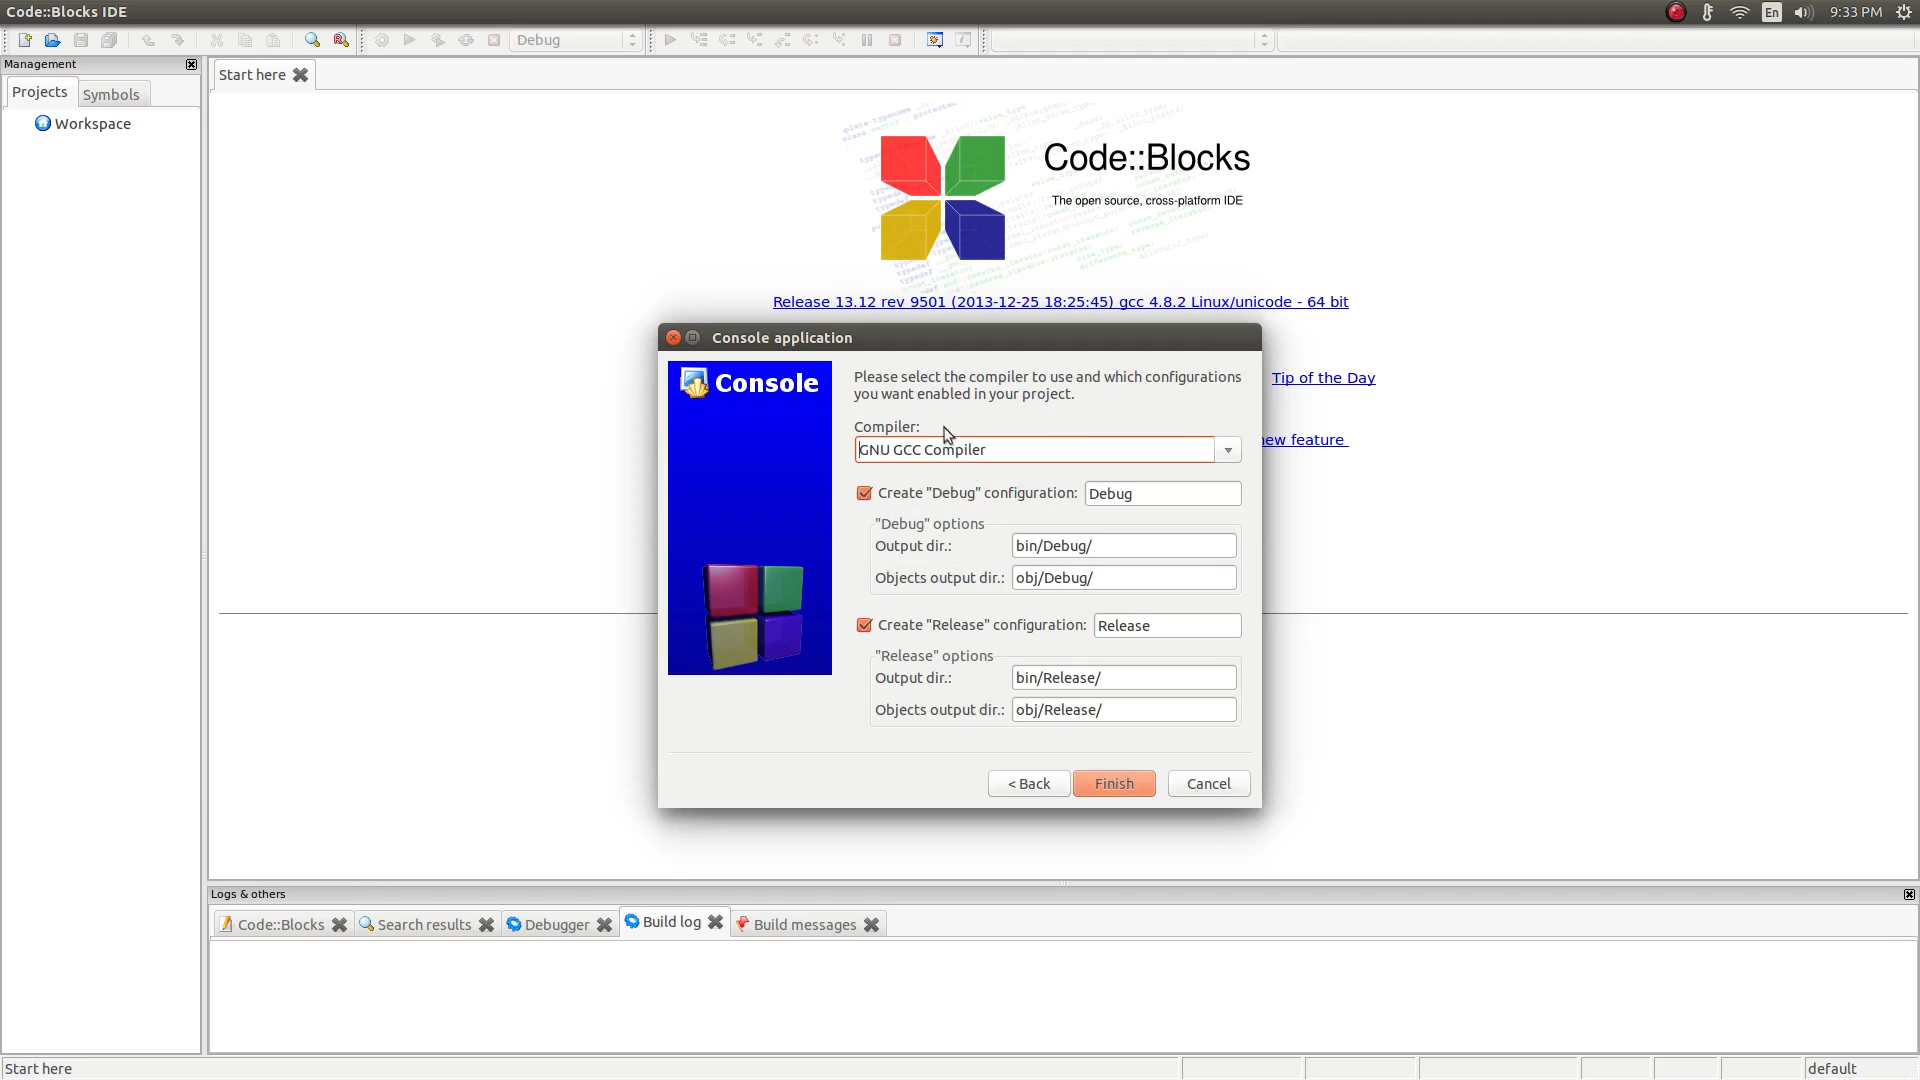 Code::Blocks IDE
En
9:33 PM
Debug
Management
Projects
Symbols
Workspace
Start here
Code::Blocks
The open source, cross-platform IDE
Release 13.12 rev 9501 (2013-12-25 18:25:45) gcc 4.8.2 Linux/unicode - 64 bit
Tip of the Day
new feature
Console application
Console
Please select the compiler to use and which configurations
you want enabled in your project.
Compiler:
GNU GCC Compiler
Create "Debug" configuration: Debug
"Debug" options
Output dir.: bin/Debug/
Objects output dir.: obj/Debug/
Create "Release" configuration: Release
"Release" options
Output dir.: bin/Release/
Objects output dir.: obj/Release/
< Back
Finish
Cancel
Logs & others
Code::Blocks
Search results
Debugger
Build log
Build messages
Start here
default